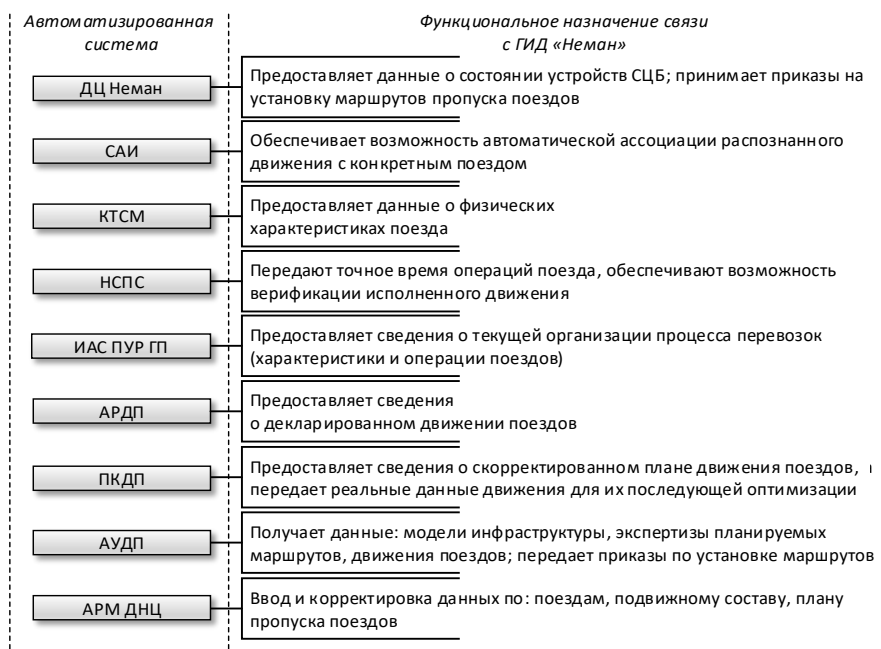 Автоматизированная
система
Функциональное назначение связи
с ГИД «Неман»
ДЦ Неман
Предоставляет данные о состоянии устройств СЦБ; принимает приказы на
установку маршрутов пропуска поездов
САИ
Обеспечивает возможность автоматической ассоциации распознанного
движения с конкретным поездом
КТСМ
Предоставляет данные о физических
характеристиках поезда
НСПС
Передают точное время операций поезда, обеспечивают возможность
верификации исполненного движения
ИАС ПУР ГП
Предоставляет сведения о текущей организации процесса перевозок
(характеристики и операции поездов)
АРДП
Предоставляет сведения
о декларированном движении поездов
ПКДП
Предоставляет сведения о скорректированном плане движения поездов,
передает реальные данные движения для их последующей оптимизации
АУДП
Получает данные: модели инфраструктуры, экспертизы планируемых
маршрутов, движения поездов; передает приказы по установке маршрутов
АРМ ДНЦ
Ввод и корректировка данных по: поездам, подвижному составу, плану
пропуска поездов